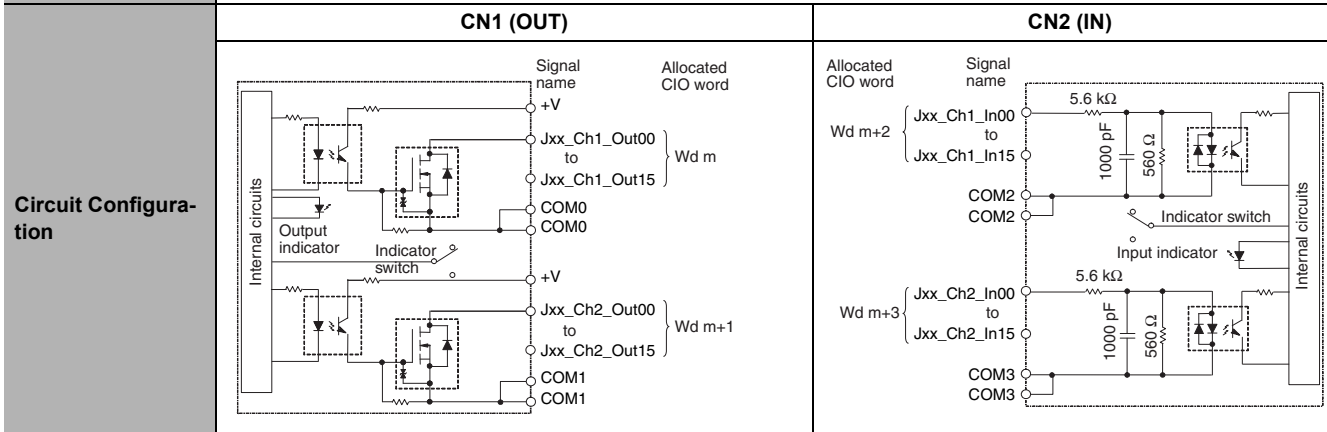 Circuit Configura-
tion
CN1 (OUT)
Signal
name
Allocated
CIO word
+V
Jxx_Ch1_Out00
to
Jxx_Ch1_Out15
Wd m
COM0
COM0
Internal circuits
Output
indicator
Indicator
switch
+V
Jxx_Ch2_Out00
to
Jxx_Ch2_Out15
Wd m+1
COM1
COM1
CN2 (IN)
Allocated
CIO word
Signal
name
Wd m+2
Jxx_Ch1_In00
to
Jxx_Ch1_In15
5.6 kΩ
1000 pF
560 Ω
COM2
COM2
Indicator switch
Input indicator
Internal circuits
Wd m+3
Jxx_Ch2_In00
to
Jxx_Ch2_In15
5.6 kΩ
1000 pF
560 Ω
COM3
COM3